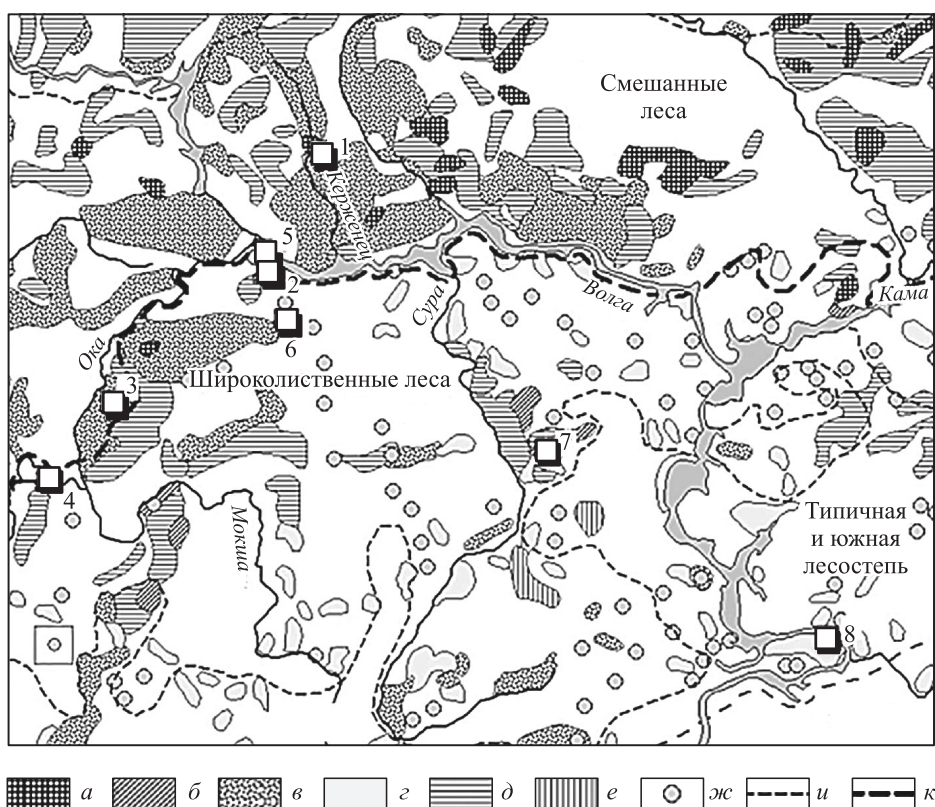 Смешанные
леса
1
Керженец
5
2
Волга
Кама
Сура
Ока
6
Широколиственные леса
3
7
4
Мокша
Типичная
и южная
лесостепь
8
а б в г д е ж и к